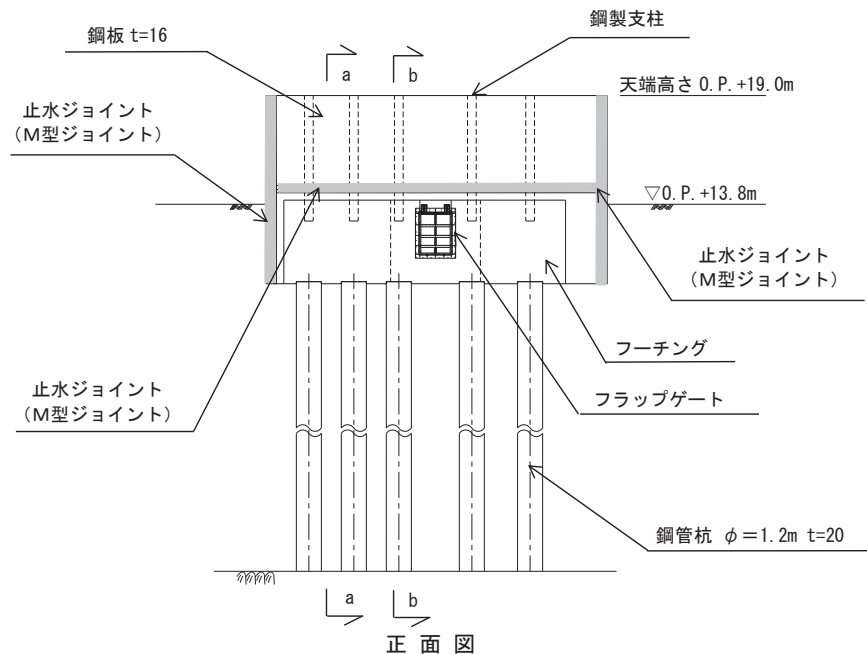 鋼板 t=16
鋼製支柱
a
b
天端高さ O.P.+19.0m
止水ジョイント
（M型ジョイント）
▽O.P.+13.8m
止水ジョイント
（M型ジョイント）
フーチング
止水ジョイント
（M型ジョイント）
フラップゲート
鋼管杭 φ＝1.2m t=20
a
b
正面図